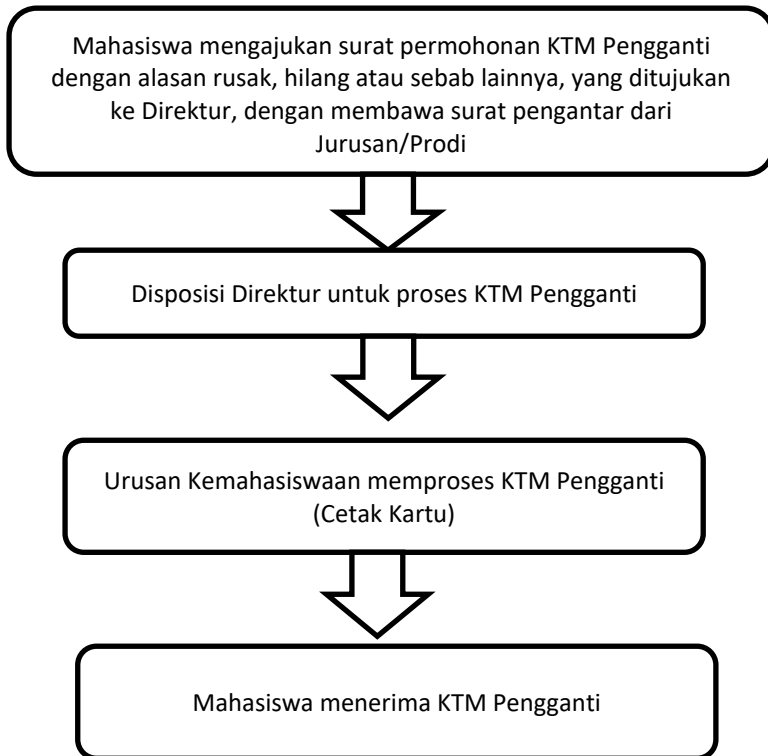 Mahasiswa mengajukan surat permohonan KTM Pengganti
dengan alasan rusak, hilang atau sebab lainnya, yang ditujukan
ke Direktur, dengan membawa surat pengantar dari
Jurusan/Prodi
Disposisi Direktur untuk proses KTM Pengganti
Urusan Kemahasiswaan memproses KTM Pengganti
(Cetak Kartu)
Mahasiswa menerima KTM Pengganti